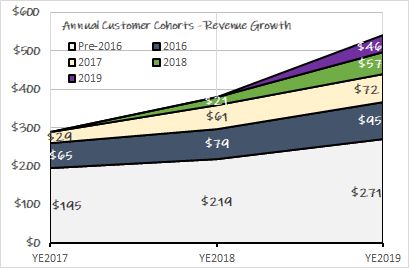 Annual Customer Cohorts - Revenue Growth
Pre-2016 2016
2017 2018
2019
$600
$500
$400
$300
$200
$100
$0
$46
$57
$21 $72
$29 $61 $95
$65 $79
$195 $219 $271
YE2017 YE2018 YE2019